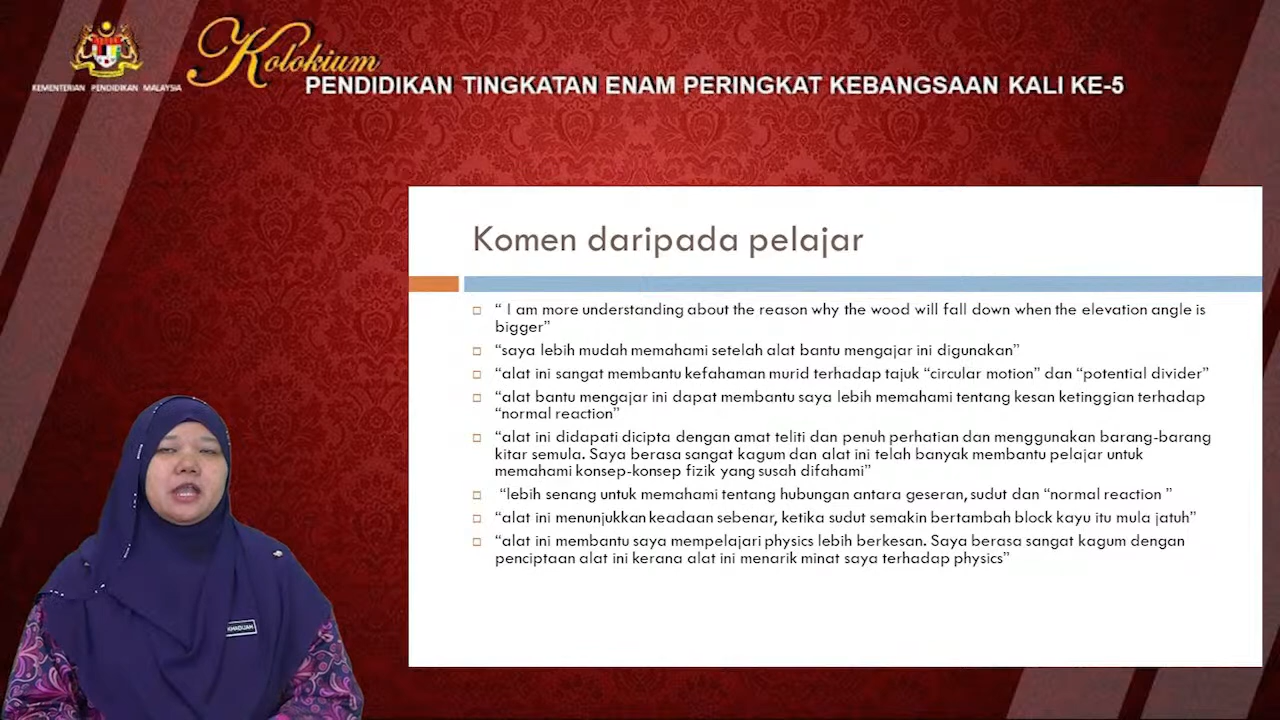 Kolokium
KEMENTERIAN PENDIDIKAN MALAYSIA
PENDIDIKAN TINGKATAN ENAM PERINGKAT KEBANGSAAN KALI KE-5
Komen daripada pelajar
“ I am more understanding about the reason why the wood will fall down when the elevation angle is
bigger”
“saya lebih mudah memahami setelah alat bantu mengajar ini digunakan”
“alat ini sangat membantu kefahaman murid terhadap tajuk “circular motion” dan “potential divider”
“alat bantu mengajar ini dapat membantu saya lebih memahami tentang kesan ketinggian terhadap
“normal reaction”
“alat ini didapati dicipta dengan amat teliti dan penuh perhatian dan menggunakan barang-barang
kitar semula. Saya berasa sangat kagum dan alat ini telah banyak membantu pelajar untuk
memahami konsep-konsep fizik yang susah difahami”
“lebih senang untuk memahami tentang hubungan antara geseran, sudut dan “normal reaction ”
“alat ini menunjukkan keadaan sebenar, ketika sudut semakin bertambah block kayu itu mula jatuh”
“alat ini membantu saya mempelajari physics lebih berkesan. Saya berasa sangat kagum dengan
penciptaan alat ini kerana alat ini menarik minat saya terhadap physics”
KHADIJAH